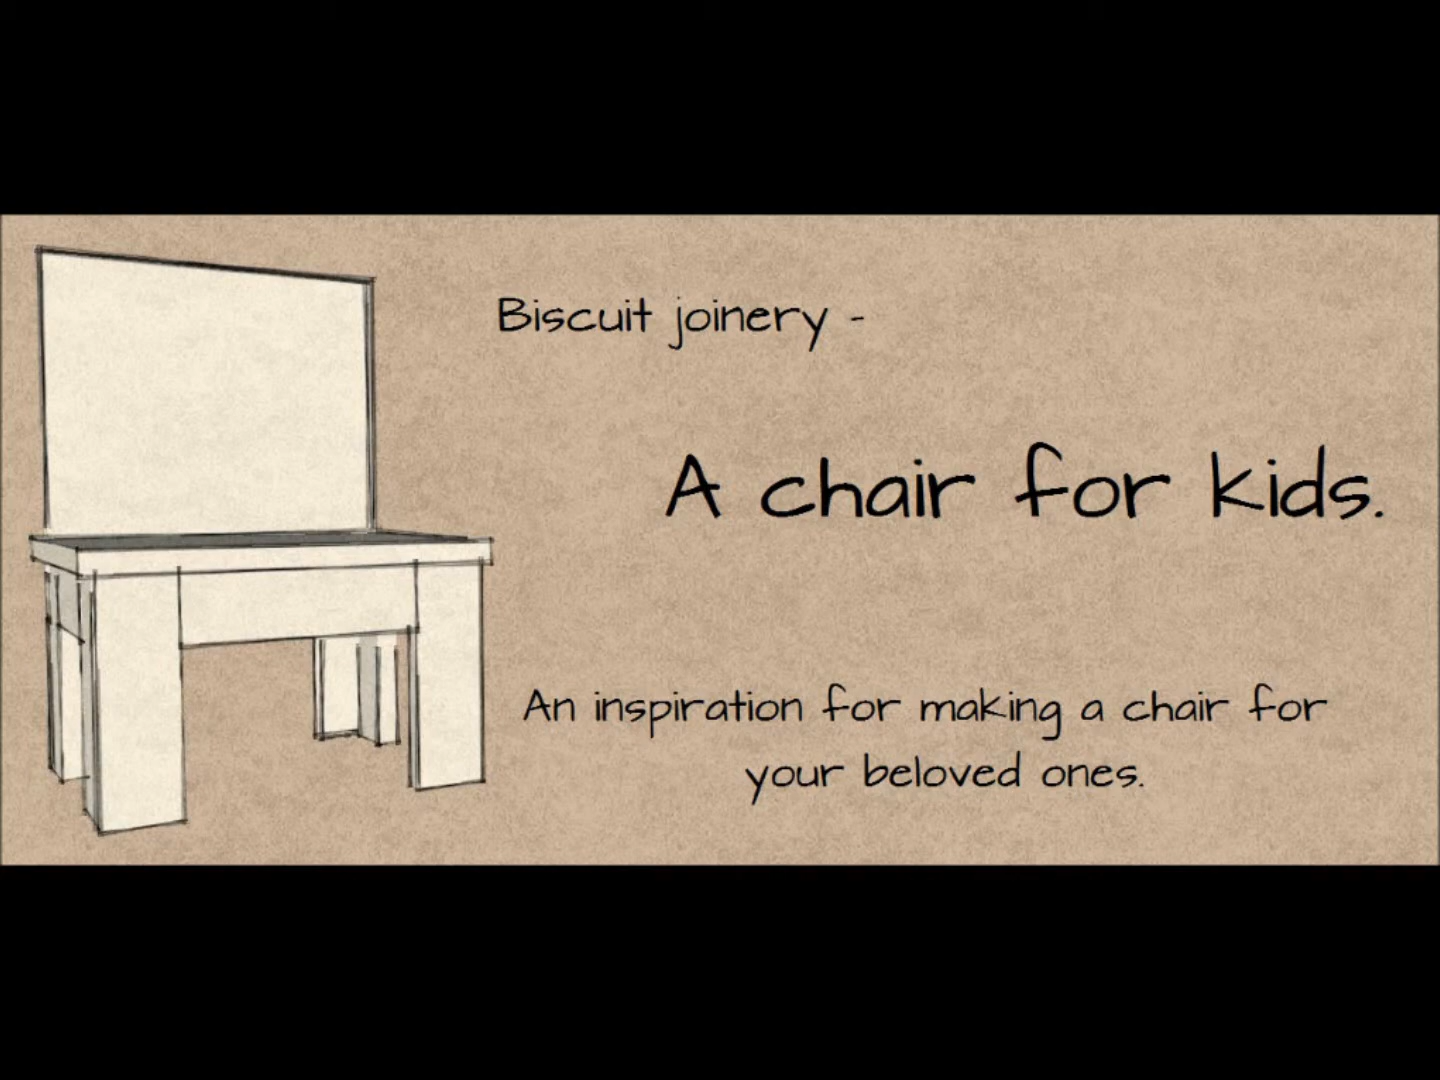 Biscuit joinery -
A chair for kids.
An inspiration for making a chair for
your beloved ones.